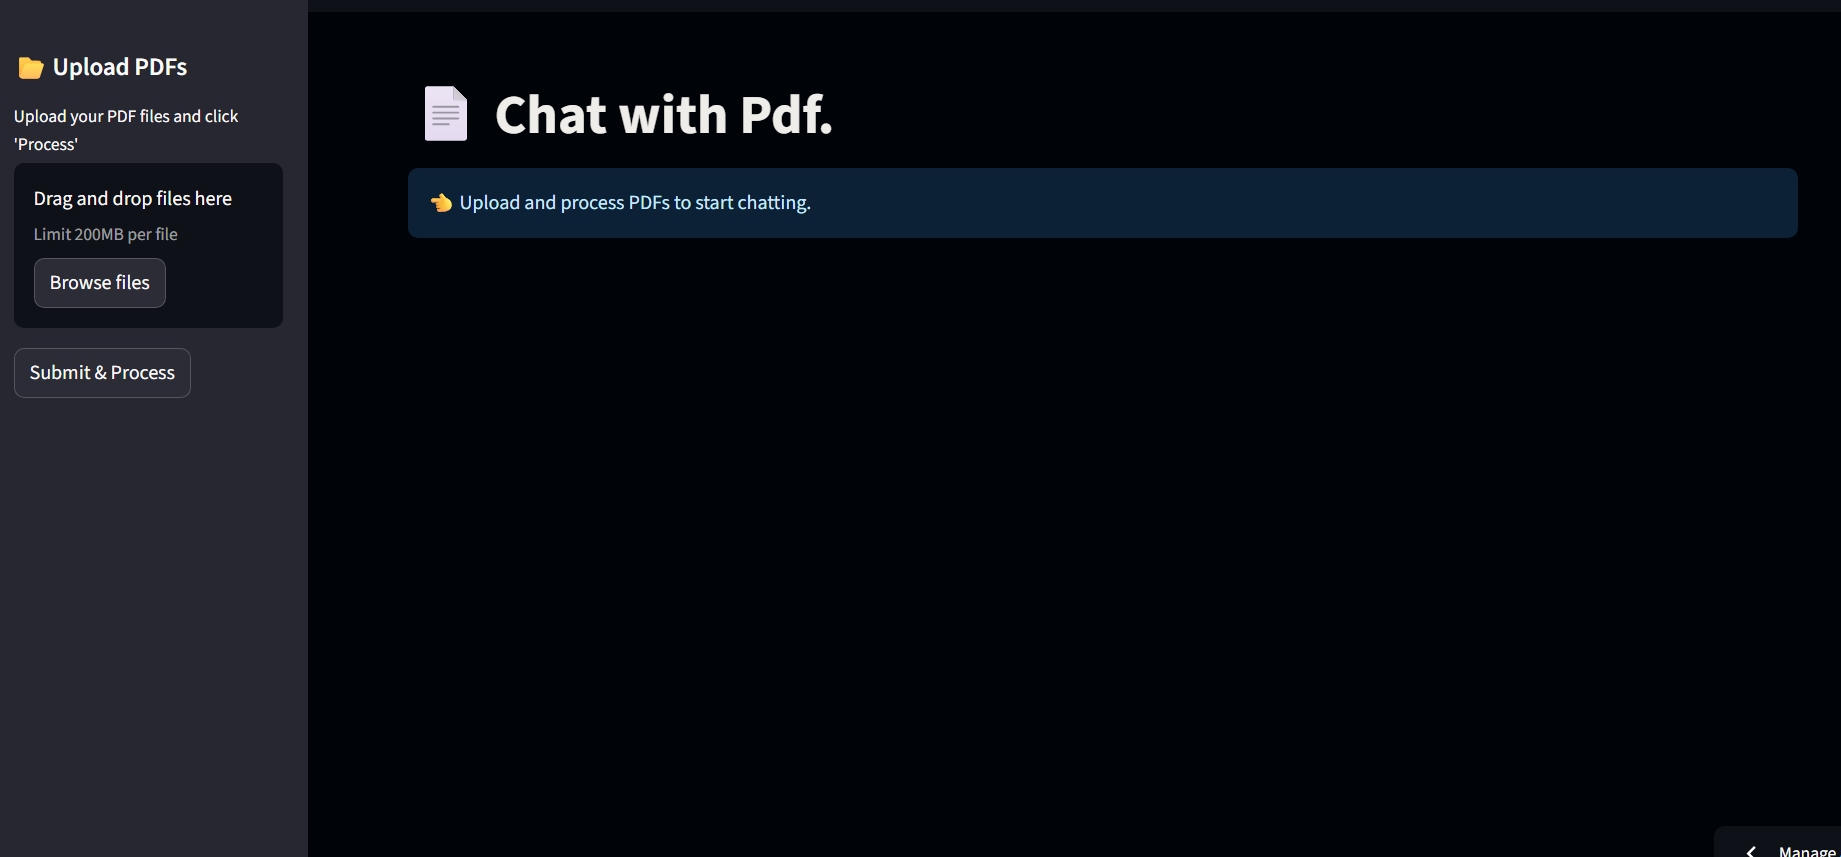 📂 Upload PDFs
Upload your PDF files and click
'Process'
Drag and drop files here
Limit 200MB per file
Browse files
Submit & Process
📄 Chat with Pdf.
👈 Upload and process PDFs to start chatting.
Manage